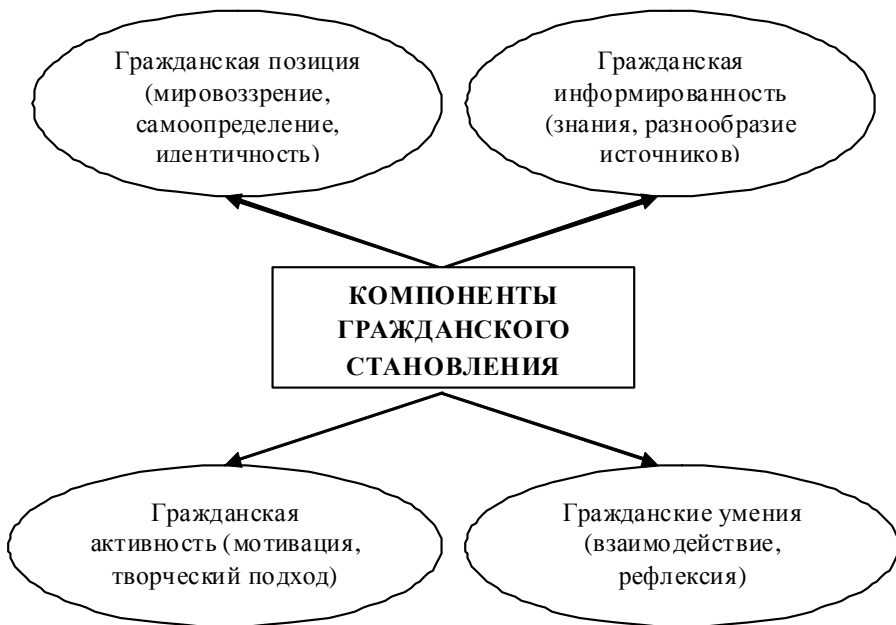 Гражданская позиция
(мировоззрение,
самоопределение,
идентичность)
Гражданская
информированность
(знания, разнообразие
источников)
КОМПОНЕНТЫ
ГРАЖДАНСКОГО
СТАНОВЛЕНИЯ
Гражданская
активность (мотивация,
творческий подход)
Гражданские умения
(взаимодействие,
рефлексия)